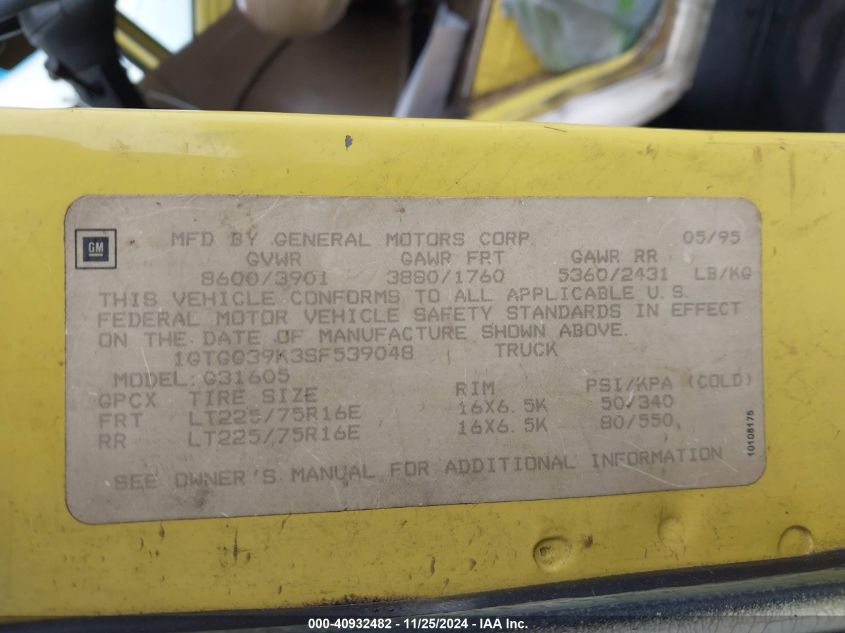 GM
MFD BY GENERAL MOTORS CORP. 05/95
GVWR GAWR FRT GAWR RR
8600/3901 3880/1760 5360/2431 LB/KG
THIS VEHICLE CONFORMS TO ALL APPLICABLE U.S.
FEDERAL MOTOR VEHICLE SAFETY STANDARDS IN EFFECT
ON THE DATE OF MANUFACTURE SHOWN ABOVE.
1GTGG39K3SF539048 TRUCK
MODEL: G31605
GPCX TIRE SIZE RIM PSI/KPA (COLD)
FRT LT225/75R16E 16X6.5K 50/340
RR LT225/75R16E 16X6.5K 80/550
SEE OWNER'S MANUAL FOR ADDITIONAL INFORMATION
10108175
000-40932482 - 11/25/2024 - IAA Inc.